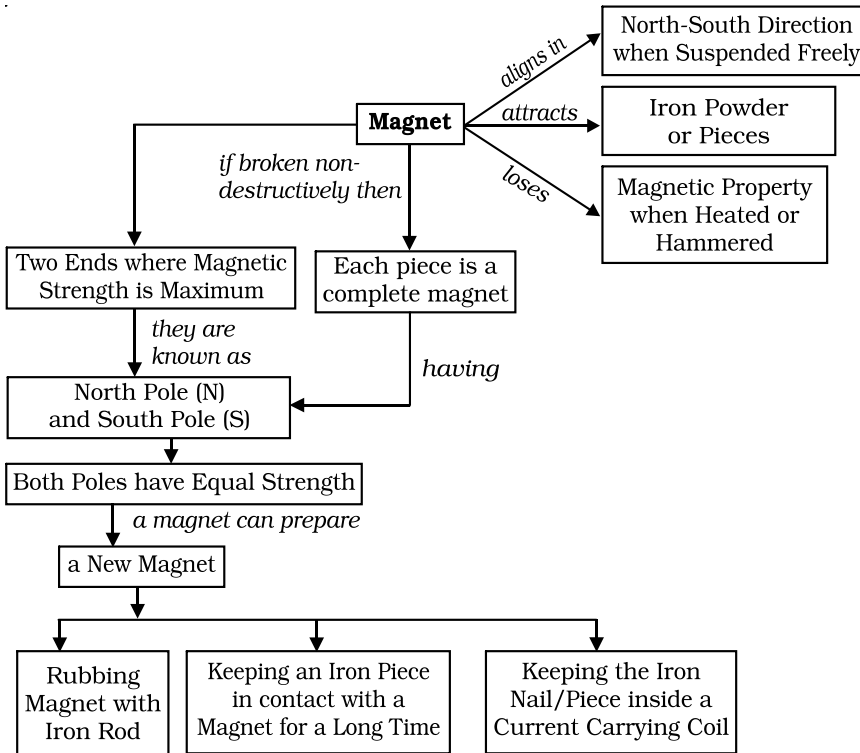 North-South Direction
when Suspended Freely
aligns in
Magnet
attracts
Iron Powder
or Pieces
if broken non-
destructively then
loses
Magnetic Property
when Heated or
Hammered
Two Ends where Magnetic
Strength is Maximum
Each piece is a
complete magnet
they are
known as
having
North Pole (N)
and South Pole (S)
Both Poles have Equal Strength
a magnet can prepare
a New Magnet
Rubbing
Magnet with
Iron Rod
Keeping an Iron Piece
in contact with a
Magnet for a Long Time
Keeping the Iron
Nail/Piece inside a
Current Carrying Coil